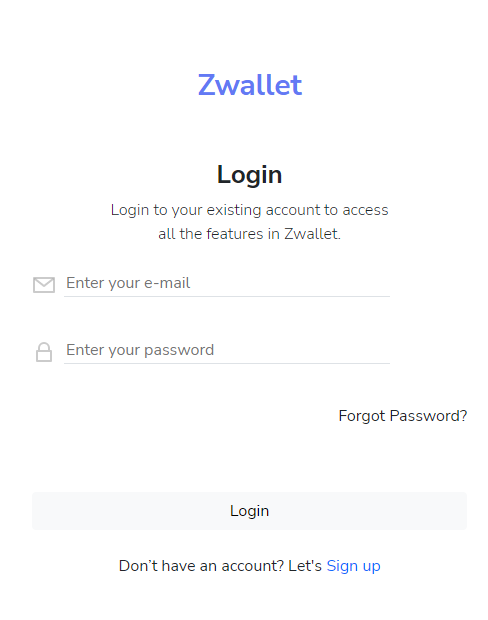 Zwallet
Login
Login to your existing account to access
all the features in Zwallet.
Enter your e-mail
Enter your password
Forgot Password?
Login
Don’t have an account? Let's Sign up